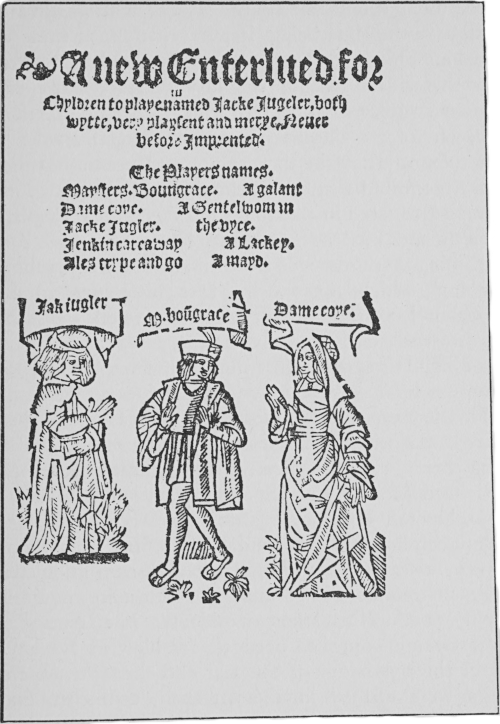 A new Enterlued for
Chyldren to playe named Jacke Jugeler, both
wytte, very playsent and merye, Neuer
before Imprented.
The Players names.
Maysters. Boungrace. A galant
Dame coye. A Gentelwoman
Jacke Jugler. the vyce.
Jenkin careaway A Lackey.
Ales trype and go A mayd.
Jak iugler M. boūgrace Dame coye.